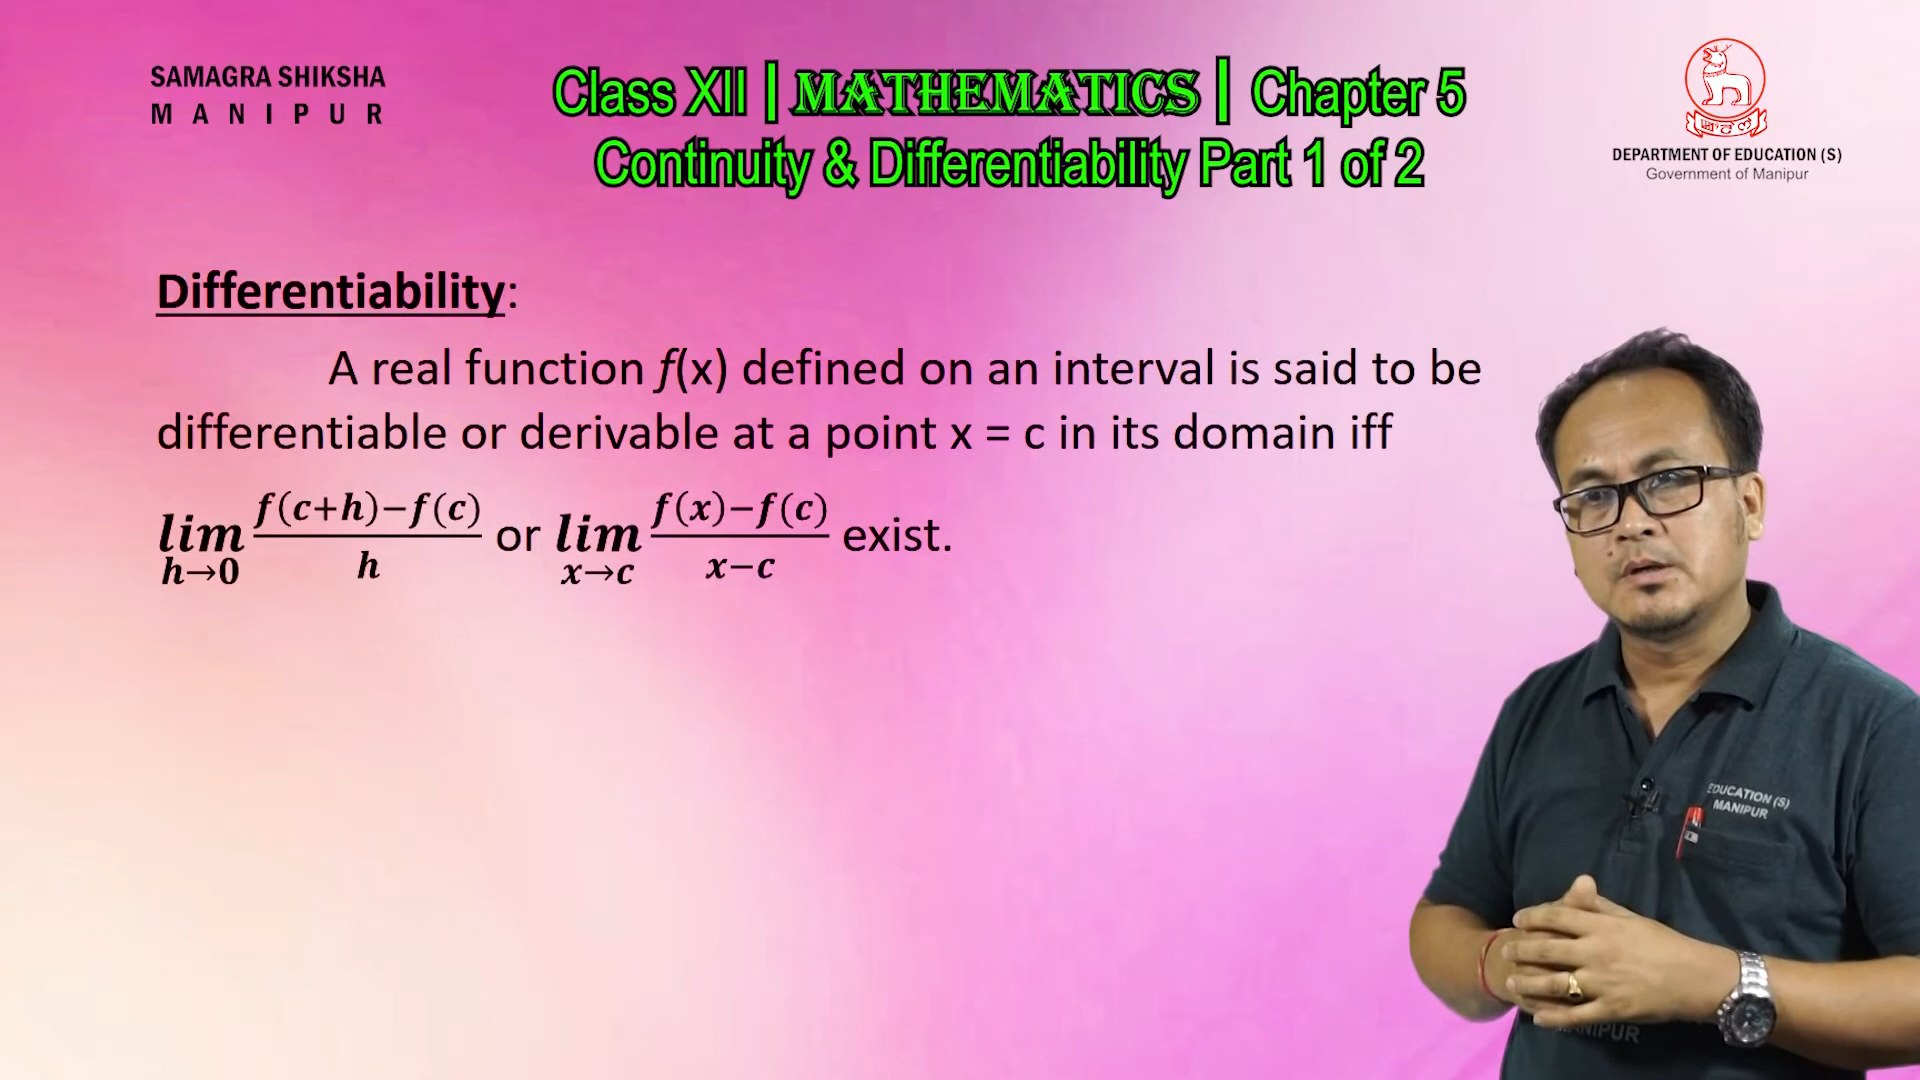 SAMAGRA SHIKSHA
MANIPUR
Class XII | MATHEMATICS | Chapter 5
Continuity & Differentiability Part 1 of 2
DEPARTMENT OF EDUCATION (S)
Government of Manipur
Differentiability:
A real function f(x) defined on an interval is said to be
differentiable or derivable at a point x = c in its domain iff
lim h→0 f(c+h)−f(c) / h or lim x→c f(x)−f(c) / x−c exist.
EDUCATION (S)
MANIPUR
MANIPUR